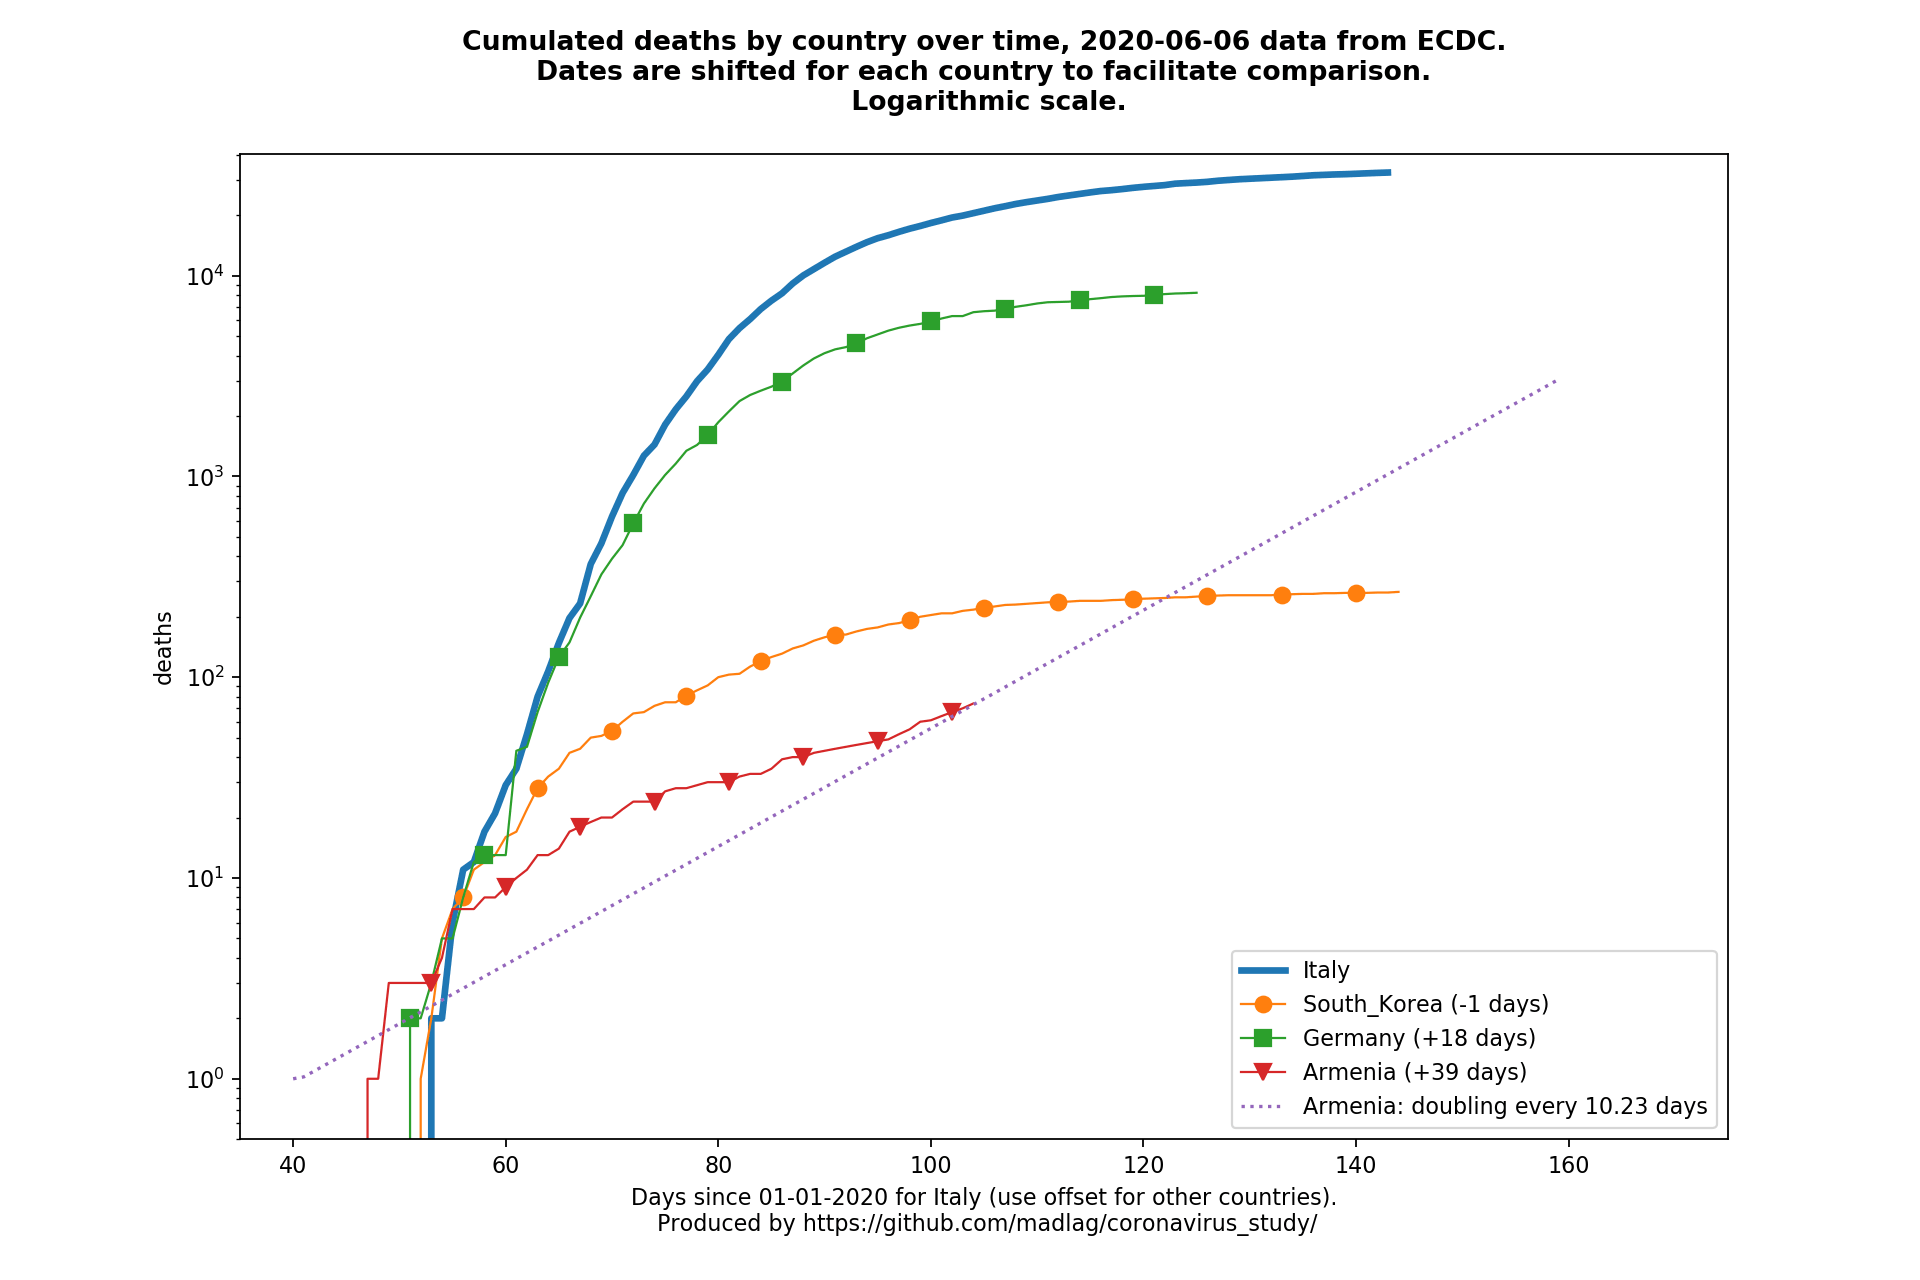 Cumulated deaths by country over time, 2020-06-06 data from ECDC.
Dates are shifted for each country to facilitate comparison.
Logarithmic scale.
10⁴
10³
10²
10¹
10⁰
deaths
Italy
South_Korea (-1 days)
Germany (+18 days)
Armenia (+39 days)
Armenia: doubling every 10.23 days
40 60 80 100 120 140 160
Days since 01-01-2020 for Italy (use offset for other countries).
Produced by https://github.com/madlag/coronavirus_study/